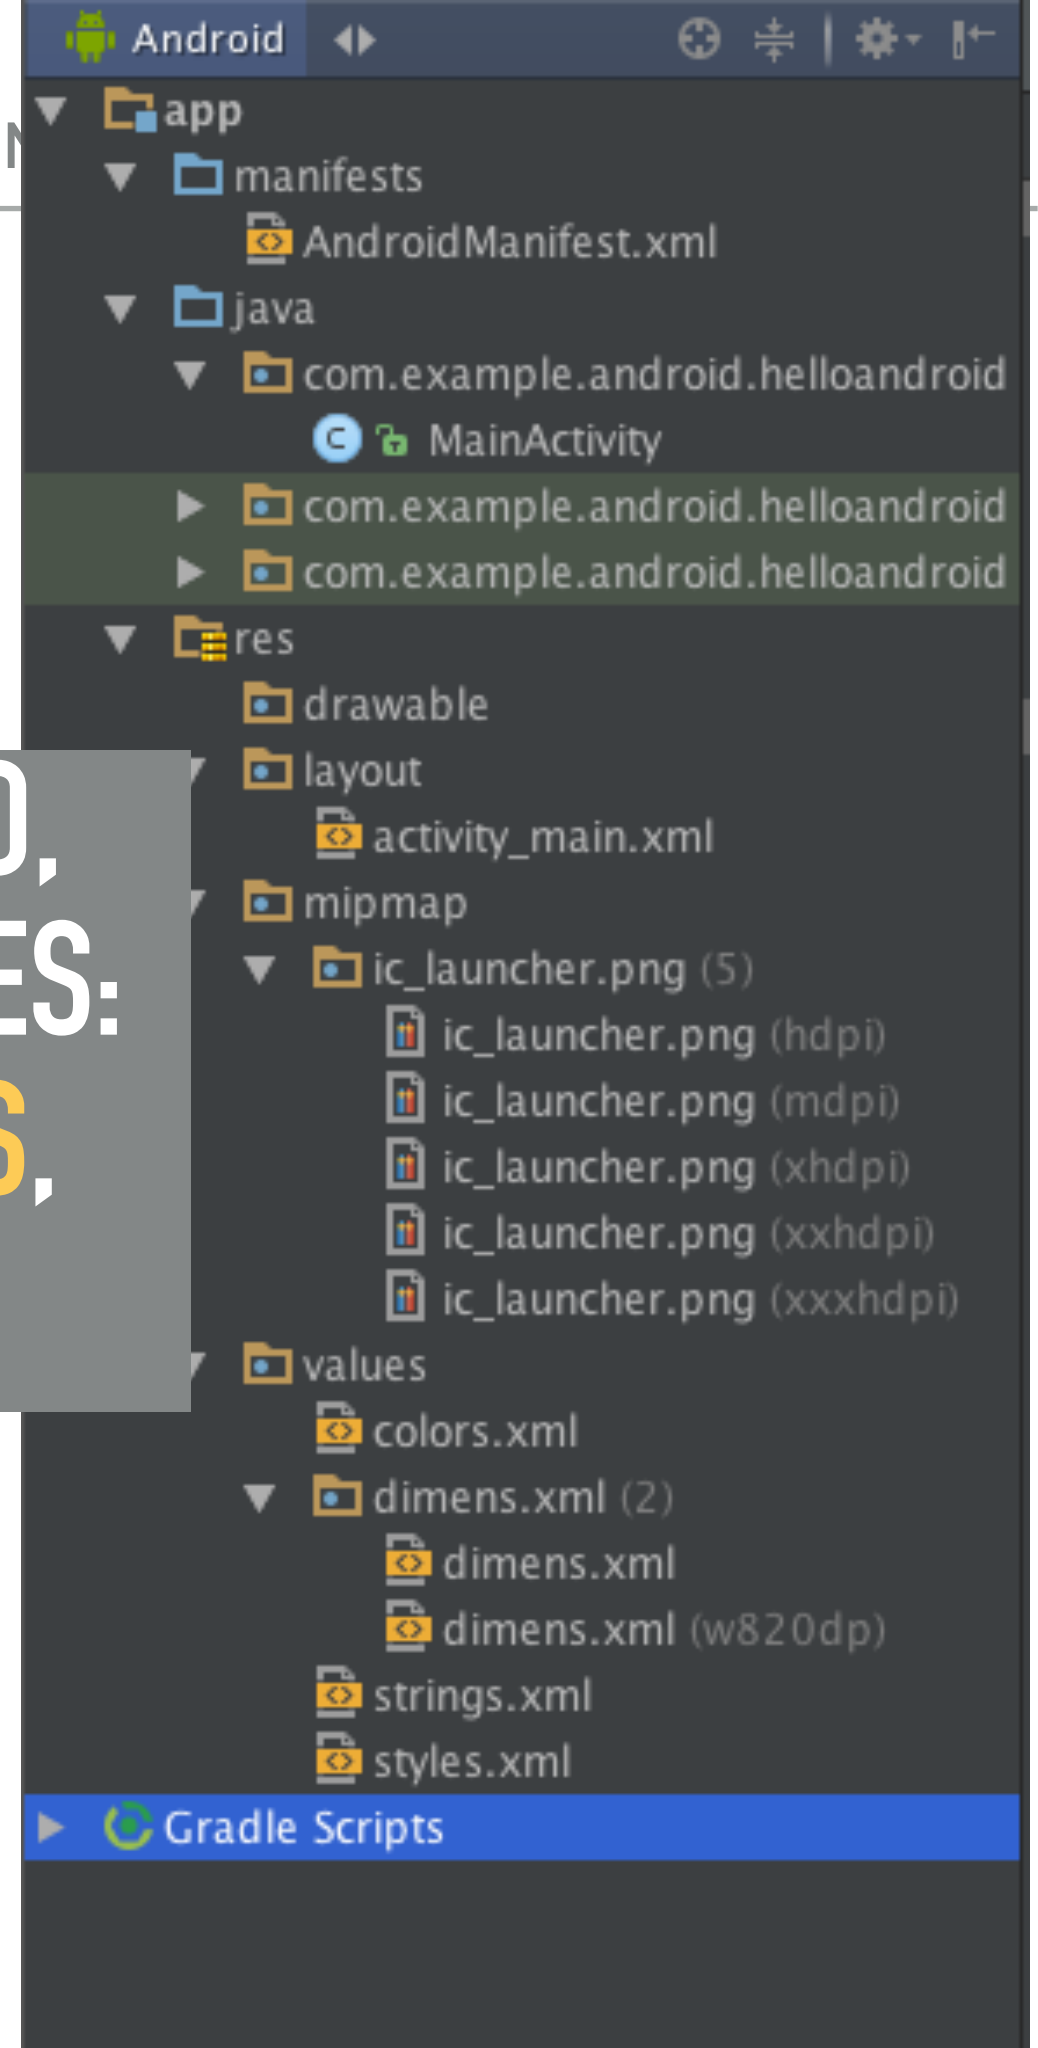 Android
app
manifests
AndroidManifest.xml
java
com.example.android.helloandroid
MainActivity
com.example.android.helloandroid
com.example.android.helloandroid
res
drawable
layout
activity_main.xml
mipmap
ic_launcher.png (5)
ic_launcher.png (hdpi)
ic_launcher.png (mdpi)
ic_launcher.png (xhdpi)
ic_launcher.png (xxhdpi)
ic_launcher.png (xxxhdpi)
values
colors.xml
dimens.xml (2)
dimens.xml
dimens.xml (w820dp)
strings.xml
styles.xml
Gradle Scripts